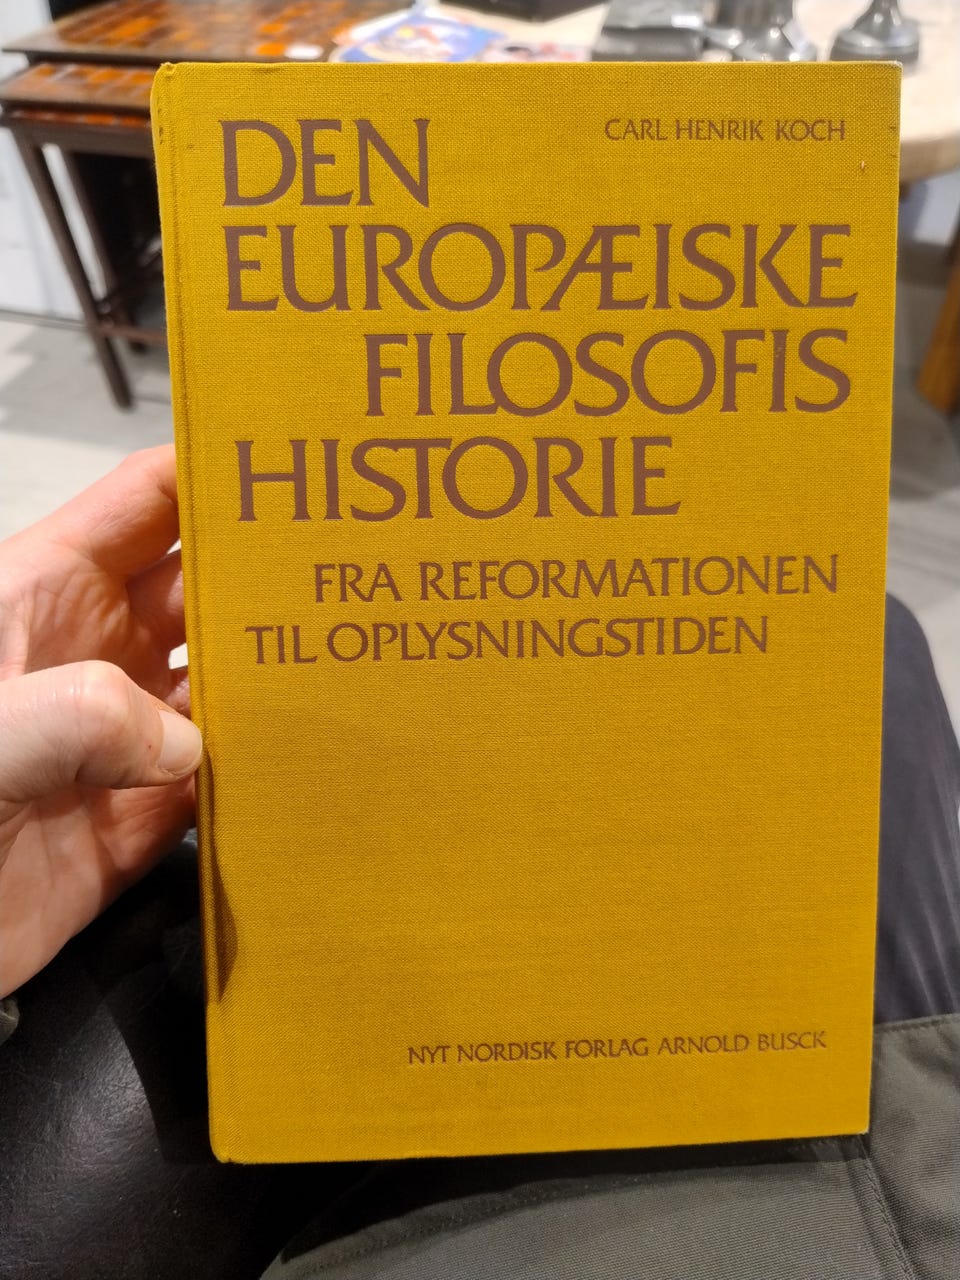 CARL HENRIK KOCH
DEN
EUROPÆISKE
FILOSOFIS
HISTORIE
FRA REFORMATIONEN
TIL OPLYSNINGSTIDEN
NYT NORDISK FORLAG ARNOLD BUSCK